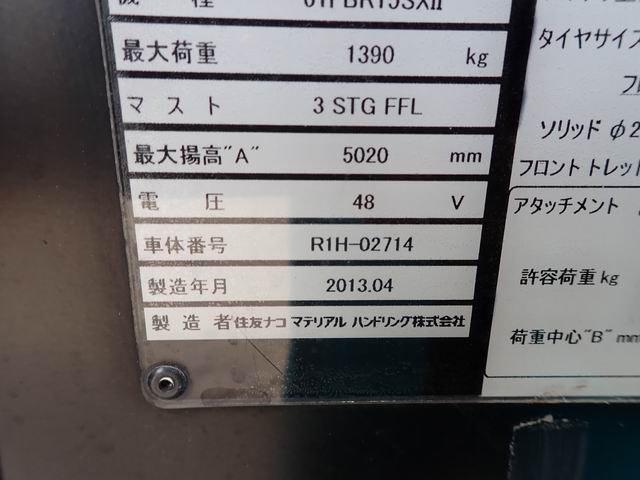 最大荷重 1390 kg
マスト 3 STG FFL
最大揚高"A" 5020 mm
電圧 48 V
車体番号 R1H-02714
製造年月 2013.04
製造者 住友ナコ マテリアル ハンドリング株式会社
タイヤサイズ
ソリッド φ2
フロント トレッド
アタッチメント
許容荷重 kg
荷重中心"B" mm